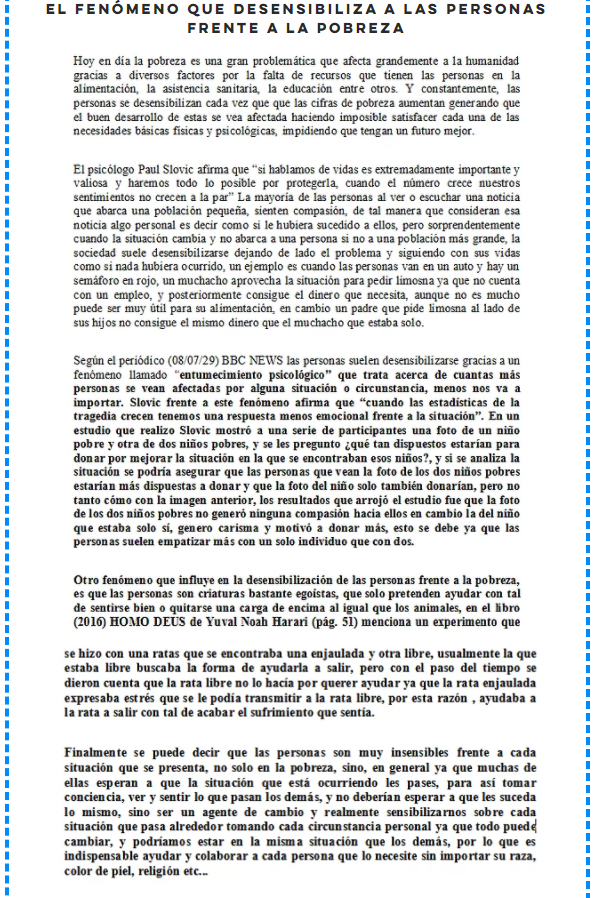 EL FENÓMENO QUE DESENSIBILIZA A LAS PERSONAS
FRENTE A LA POBREZA
Hoy en día la pobreza es una gran problemática que afecta grandemente a la humanidad
gracias a diversos factores por la falta de recursos que tienen las personas en la
alimentación, la asistencia sanitaria, la educación entre otros. Y constantemente, las
personas se desensibilizan cada vez que que las cifras de pobreza aumentan generando que
el buen desarrollo de estas se vea afectada haciendo imposible satisfacer cada una de las
necesidades básicas físicas y psicológicas, impidiendo que tengan un futuro mejor.
El psicólogo Paul Slovic afirma que “si hablamos de vidas es extremadamente importante y
valiosa y haremos todo lo posible por protegerla, cuando el número crece nuestros
sentimientos no crecen a la par” La mayoría de las personas al ver o escuchar una noticia
que abarca una población pequeña, sienten compasión, de tal manera que consideran esa
noticia algo personal es decir como si le hubiera sucedido a ellos, pero sorprendentemente
cuando la situación cambia y no abarca a una persona si no a una población más grande, la
sociedad suele desensibilizarse dejando de lado el problema y siguiendo con sus vidas
como si nada hubiera ocurrido, un ejemplo es cuando las personas van en un auto y hay un
semáforo en rojo, un muchacho aprovecha la situación para pedir limosna ya que no cuenta
con un empleo, y posteriormente consigue el dinero que necesita, aunque no es mucho
puede ser muy útil para su alimentación, en cambio un padre que pide limosna al lado de
sus hijos no consigue el mismo dinero que el muchacho que estaba solo.
Según el periódico (08/07/29) BBC NEWS las personas suelen desensibilizarse gracias a un
fenómeno llamado “entumecimiento psicológico” que trata acerca de cuantas más
personas se vean afectadas por alguna situación o circunstancia, menos nos va a
importar. Slovic frente a este fenómeno afirma que “cuando las estadísticas de la
tragedia crecen tenemos una respuesta menos emocional frente a la situación”. En un
estudio que realizo Slovic mostró a una serie de participantes una foto de un niño
pobre y otra de dos niños pobres, y se les pregunto ¿qué tan dispuestos estarían para
donar por mejorar la situación en la que se encontraban esos niños?, y si se analiza la
situación se podría asegurar que las personas que vean la foto de los dos niños pobres
estarían más dispuestas a donar y que la foto del niño solo también donarían, pero no
tanto cómo con la imagen anterior, los resultados que arrojó el estudio fue que la foto
de los dos niños pobres no generó ninguna compasión hacia ellos en cambio la del niño
que estaba solo sí, genero carisma y motivó a donar más, esto se debe ya que las
personas suelen empatizar más con un solo individuo que con dos.
Otro fenómeno que influye en la desensibilización de las personas frente a la pobreza,
es que las personas son criaturas bastante egoístas, que solo pretenden ayudar con tal
de sentirse bien o quitarse una carga de encima al igual que los animales, en el libro
(2016) HOMO DEUS de Yuval Noah Harari (pág. 51) menciona un experimento que
se hizo con una ratas que se encontraba una enjaulada y otra libre, usualmente la que
estaba libre buscaba la forma de ayudarla a salir, pero con el paso del tiempo se
dieron cuenta que la rata libre no lo hacía por querer ayudar ya que la rata enjaulada
expresaba estrés que se le podía transmitir a la rata libre, por esta razón , ayudaba a
la rata a salir con tal de acabar el sufrimiento que sentía.
Finalmente se puede decir que las personas son muy insensibles frente a cada
situación que se presenta, no solo en la pobreza, sino, en general ya que muchas de
ellas esperan a que la situación que está ocurriendo les pases, para así tomar
conciencia, ver y sentir lo que pasan los demás, y no deberían esperar a que les suceda
lo mismo, sino ser un agente de cambio y realmente sensibilizarnos sobre cada
situación que pasa alrededor tomando cada circunstancia personal ya que todo puede
cambiar, y podríamos estar en la misma situación que los demás, por lo que es
indispensable ayudar y colaborar a cada persona que lo necesite sin importar su raza,
color de piel, religión etc...